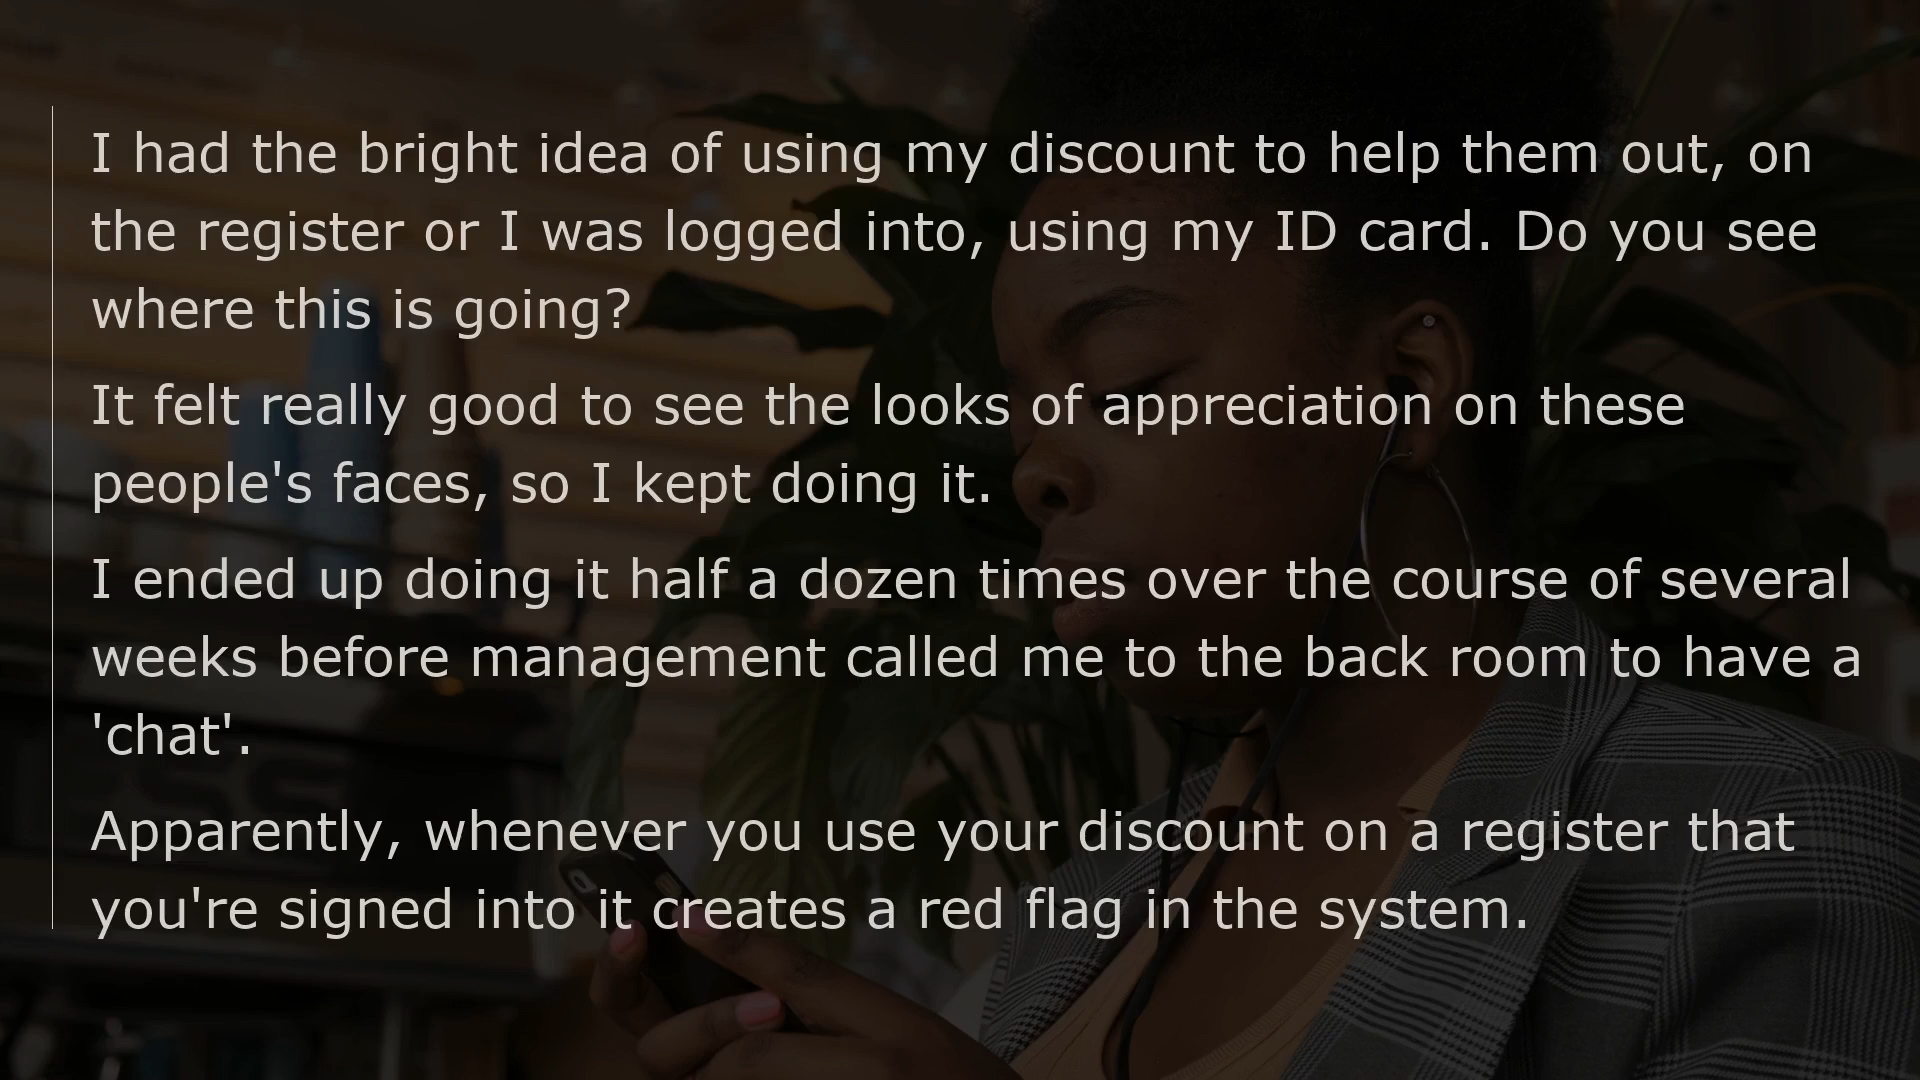 I had the bright idea of using my discount to help them out, on
the register or I was logged into, using my ID card. Do you see
where this is going?
It felt really good to see the looks of appreciation on these
people's faces, so I kept doing it.
I ended up doing it half a dozen times over the course of several
weeks before management called me to the back room to have a
'chat'.
Apparently, whenever you use your discount on a register that
you're signed into it creates a red flag in the system.